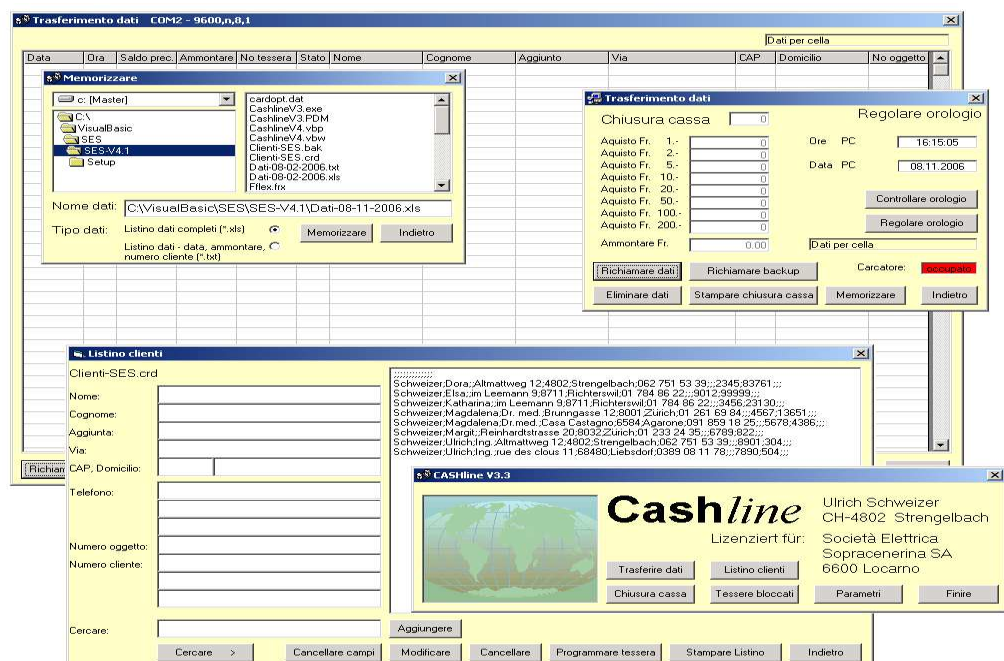 Trasferimento dati COM2 - 9600,n,8,1
Dati per cella
Data Ora Saldo prec. Ammontare No tessera Stato Nome Cognome Aggiunto Via CAP Domicilio No oggetto
Memorizzare
c: [Master]
C:\
VisualBasic
SES
SES-V4.1
Setup
cardopt.dat
CashlineV3.exe
CashlineV3.PDM
CashlineV4.vbp
CashlineV4.vbw
Clienti-SES.bak
Clienti-SES.crd
Dati-08-02-2006.txt
Dati-08-02-2006.xls
Fflex.frx
Nome dati: C:\VisualBasic\SES\SES-V4.1\Dati-08-11-2006.xls
Tipo dati: Listino dati completi (*.xls)
Listino dati - data, ammontare,
numero cliente (*.txt)
Memorizzare Indietro
Trasferimento dati
Chiusura cassa 0
Regolare orologio
Aquisto Fr. 1.- 0
Aquisto Fr. 2.- 0
Aquisto Fr. 5.- 0
Aquisto Fr. 10.- 0
Aquisto Fr. 20.- 0
Aquisto Fr. 50.- 0
Aquisto Fr. 100.- 0
Aquisto Fr. 200.- 0
Ammontare Fr. 0.00
Ore PC 16:15:05
Data PC 08.11.2006
Controllare orologio
Regolare orologio
Dati per cella
Richiamare dati Richiamare backup Carcatore: occupato
Eliminare dati Stampare chiusura cassa Memorizzare Indietro
Richiam
Listino clienti
Clienti-SES.crd
Nome:
Cognome:
Aggiunta:
Via:
CAP, Domicilio:
Telefono:
Numero oggetto:
Numero cliente:
Cercare:
;;;;;;;;;;;;;
Schweizer;Dora;;Altmattweg 12;4802;Strengelbach;062 751 53 39;;;2345;83761;;;
Schweizer;Elsa;;im Leemann 9;8711;Richterswil;01 784 86 22;;;9012;99999;;;
Schweizer;Katharina;;im Leemann 9;8711;Richterswil;01 784 86 22;;;3456;23130;;;
Schweizer;Magdalena;Dr. med.;Brunngasse 12;8001;Zürich;01 261 69 84;;;4567;13651;;;
Schweizer;Magdalena;Dr.med.;Casa Castagno;6584;Agarone;091 859 18 25;;;5678;4386;;;
Schweizer;Margit;;Reinhardtstrasse 20;8032;Zürich;01 233 24 35;;;6789;822;;;
Schweizer;Ulrich;Ing.;Altmattweg 12;4802;Strengelbach;062 751 53 39;;;8901;304;;;
Schweizer;Ulrich;Ing.;rue des clous 11;68480;Liebsdorf;0389 08 11 78;;;7890;504;;;
Aggiungere
Cercare > Cancellare campi Modificare Cancellare Programmare tessera Stampare Listino Indietro
CASHline V3.3
Cashline
Ulrich Schweizer
CH-4802 Strengelbach
Lizenziert für: Società Elettrica
Sopracenerina SA
6600 Locarno
Trasferire dati Listino clienti
Chiusura cassa Tessere bloccati Parametri Finire